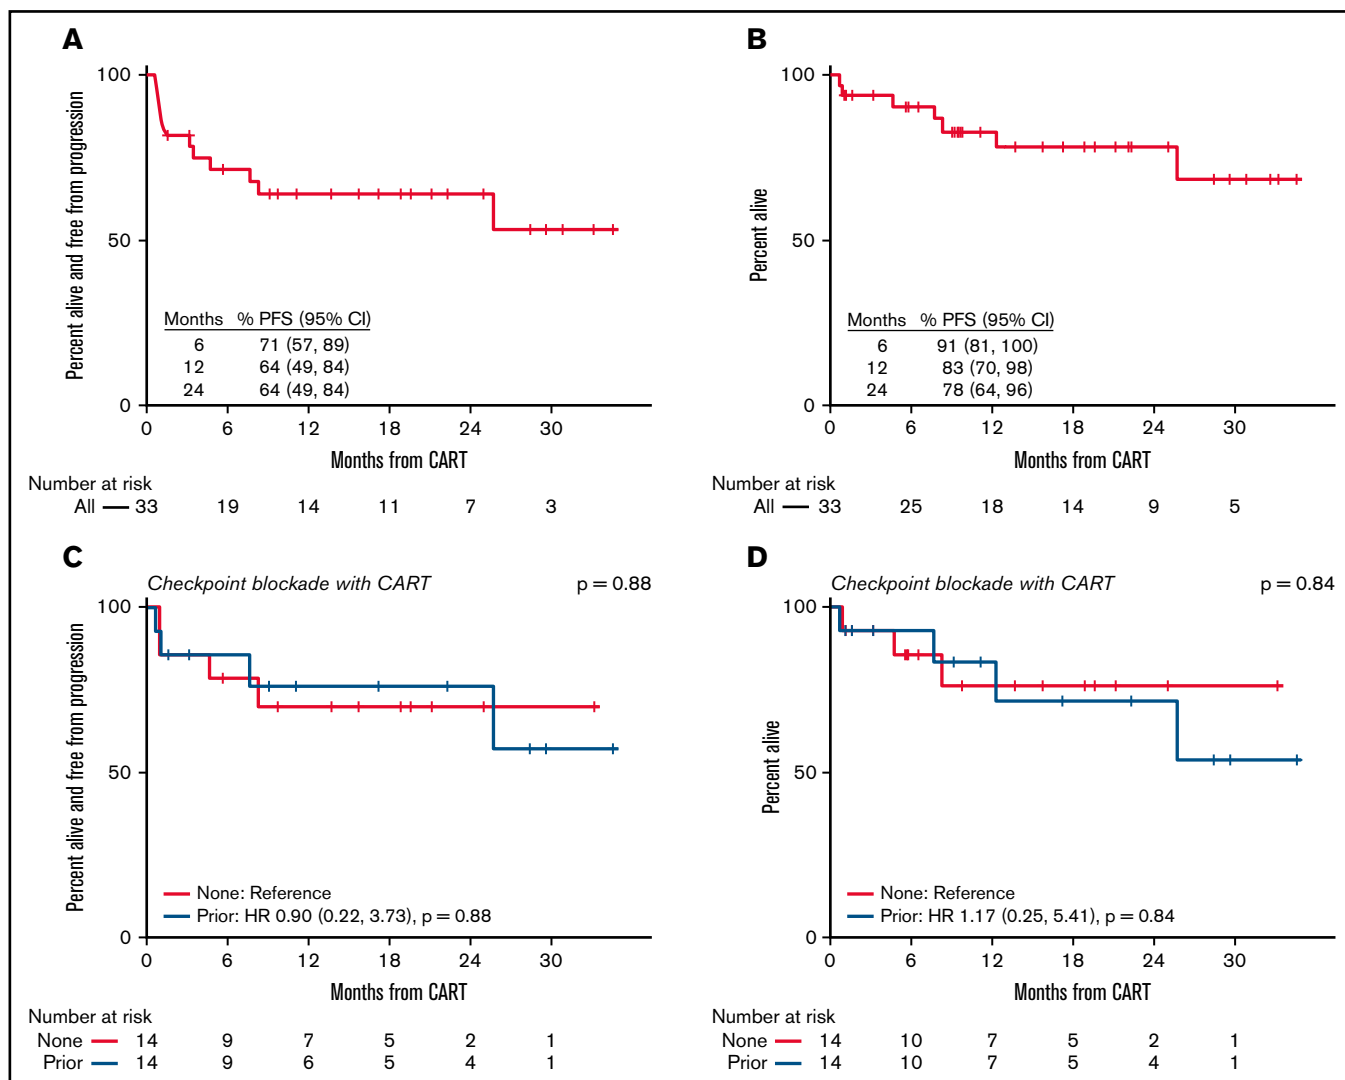 A
Percent alive and free from progression
100
50
0
Months % PFS (95% CI)
6 71 (57, 89)
12 64 (49, 84)
24 64 (49, 84)
0 6 12 18 24 30
Months from CART
Number at risk
All 33 19 14 11 7 3
B
Percent alive
100
50
0
Months % PFS (95% CI)
6 91 (81, 100)
12 83 (70, 98)
24 78 (64, 96)
0 6 12 18 24 30
Months from CART
Number at risk
All 33 25 18 14 9 5
C
Checkpoint blockade with CART p = 0.88
Percent alive and free from progression
100
50
0
None: Reference
Prior: HR 0.90 (0.22, 3.73), p = 0.88
0 6 12 18 24 30
Months from CART
Number at risk
None 14 9 7 5 2 1
Prior 14 9 6 5 4 1
D
Checkpoint blockade with CART p = 0.84
Percent alive
100
50
0
None: Reference
Prior: HR 1.17 (0.25, 5.41), p = 0.84
0 6 12 18 24 30
Months from CART
Number at risk
None 14 10 7 5 2 1
Prior 14 10 7 5 4 1